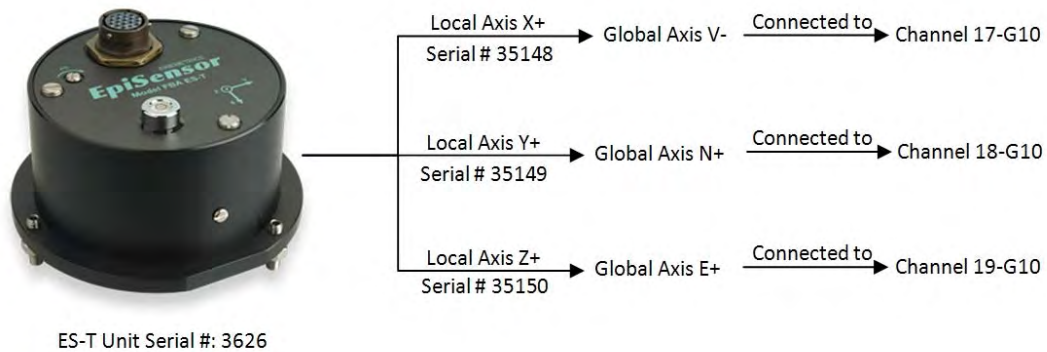 KINEMETRICS
EpiSensor
Model FBA ES-T
Local Axis X+
Serial # 35148
Global Axis V-
Connected to
Channel 17-G10
Local Axis Y+
Serial # 35149
Global Axis N+
Connected to
Channel 18-G10
Local Axis Z+
Serial # 35150
Global Axis E+
Connected to
Channel 19-G10
ES-T Unit Serial #: 3626